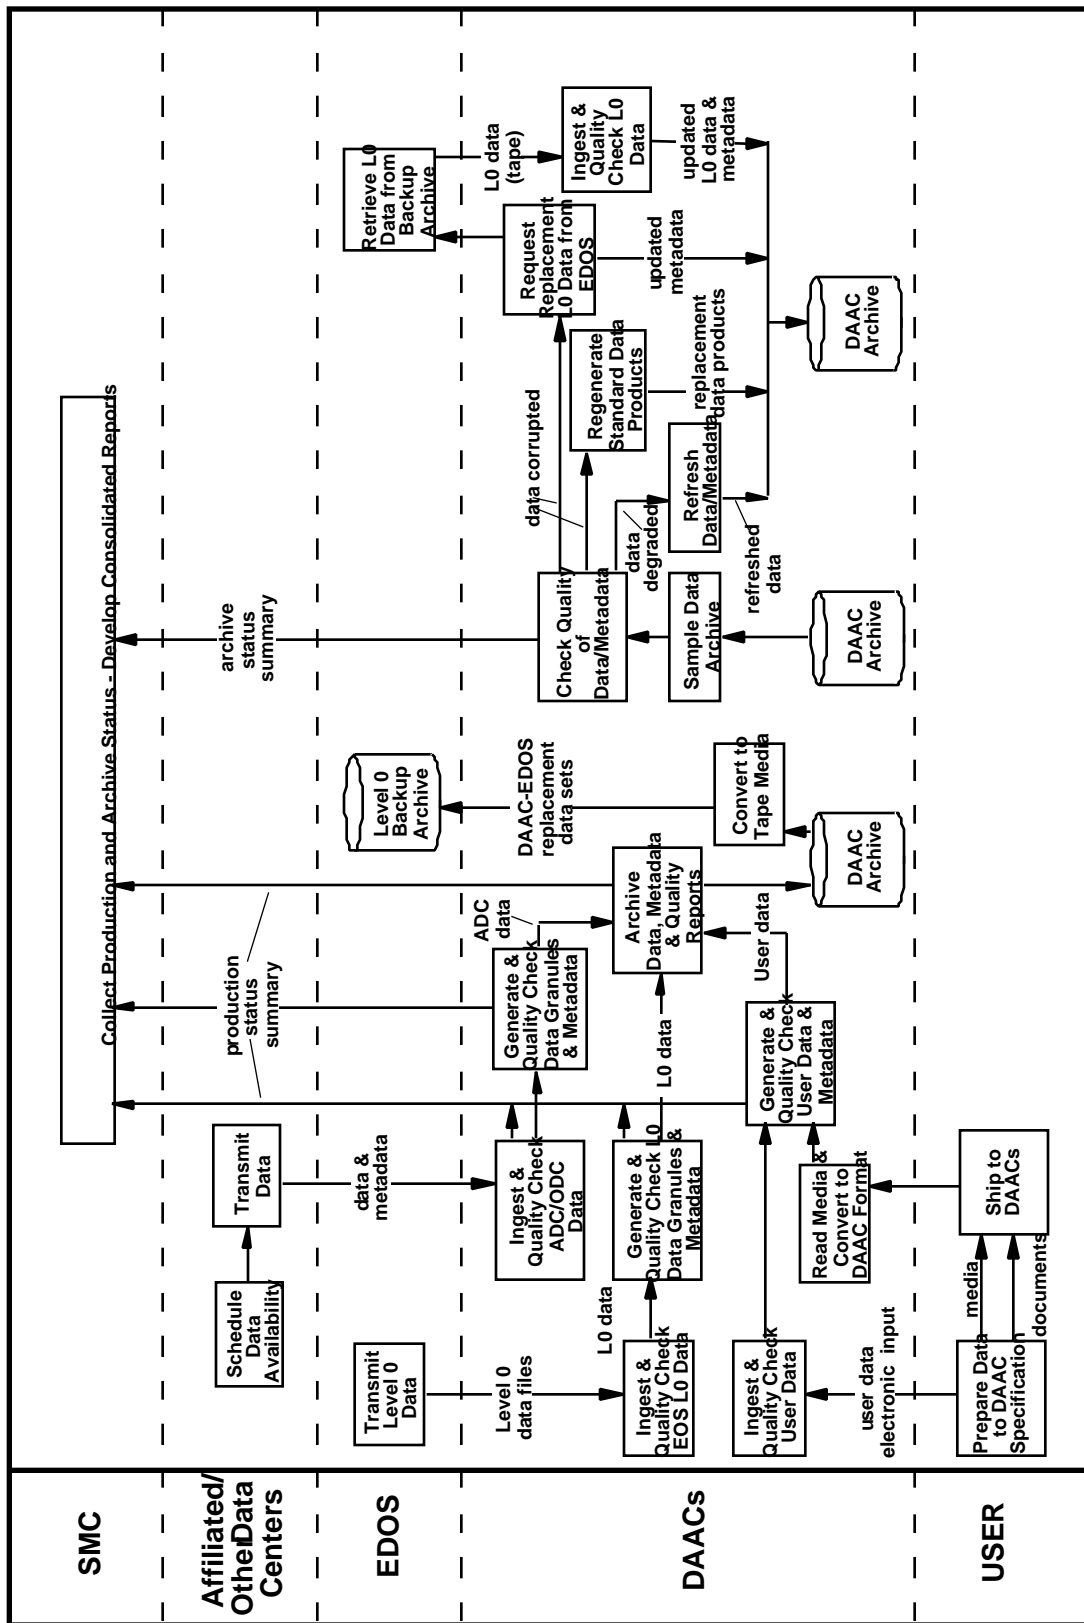 SMC
Collect Production and Archive Status - Develop Consolidated Reports
Affiliated/
OtherData
Centers
Schedule
Data
Availability
Transmit
Data
production
status
summary
archive
status
summary
EDOS
Transmit
Level 0
Data
data &
metadata
Level 0
Backup
Archive
Retrieve L0
Data from
Backup
Archive
DAACs
Level 0
data files
Ingest &
Quality Check
ADC/ODC
Data
Generate &
Quality Check
Data Granules
& Metadata
ADC
data
DAAC-EDOS
replacement
data sets
Check Quality
of
Data/Metadata
data corrupted
Request
Replacement
L0 Data from
EDOS
L0 data
(tape)
Ingest &
Quality
Check L0
Data
Ingest &
Quality Check
EOS L0 Data
L0 data
Generate &
Quality Check L0
Data Granules &
Metadata
L0 data
Archive
Data, Metadata
& Quality
Reports
Regenerate
Standard Data
Products
data
degraded
Sample Data
Archive
Refresh
Data/Metadata
refreshed
data
replacement
data products
updated
metadata
updated
L0 data &
metadata
Ingest &
Quality Check
User Data
Generate &
Quality Check
User Data &
Metadata
User data
Convert to
Tape Media
Read Media &
Convert to
DAAC Format
DAAC
Archive
DAAC
Archive
DAAC
Archive
user data
electronic input
USER
Prepare Data
to DAAC
Specification
media
documents
Ship to
DAACs